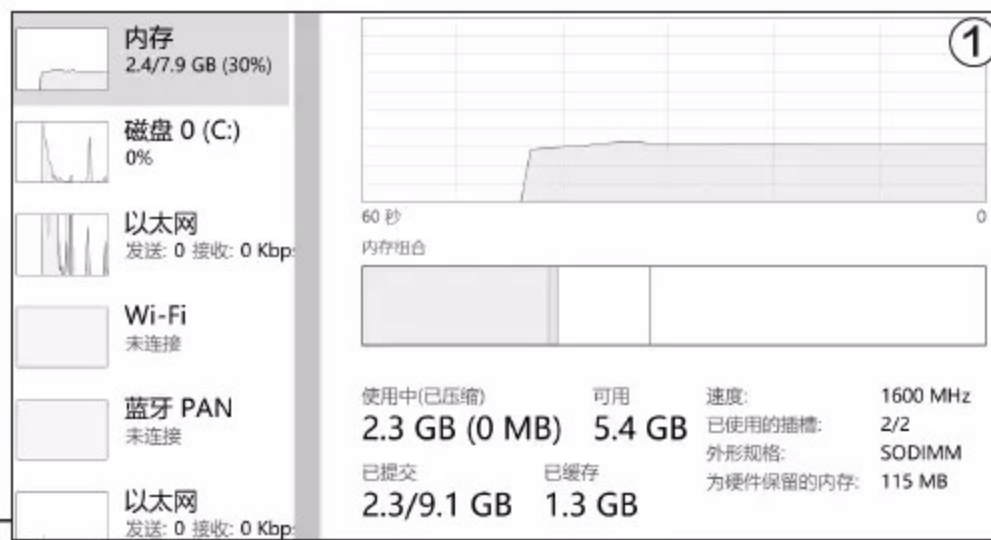 内存
2.4/7.9 GB (30%)
磁盘 0 (C:)
0%
以太网
发送: 0 接收: 0 Kbp
Wi-Fi
未连接
蓝牙 PAN
未连接
以太网
发送: 0 接收: 0 Kbp
①
60 秒
0
内存组合
使用中(已压缩)
2.3 GB (0 MB)
可用
5.4 GB
已提交
2.3/9.1 GB
已缓存
1.3 GB
速度: 1600 MHz
已使用的插槽: 2/2
外形规格: SODIMM
为硬件保留的内存: 115 MB